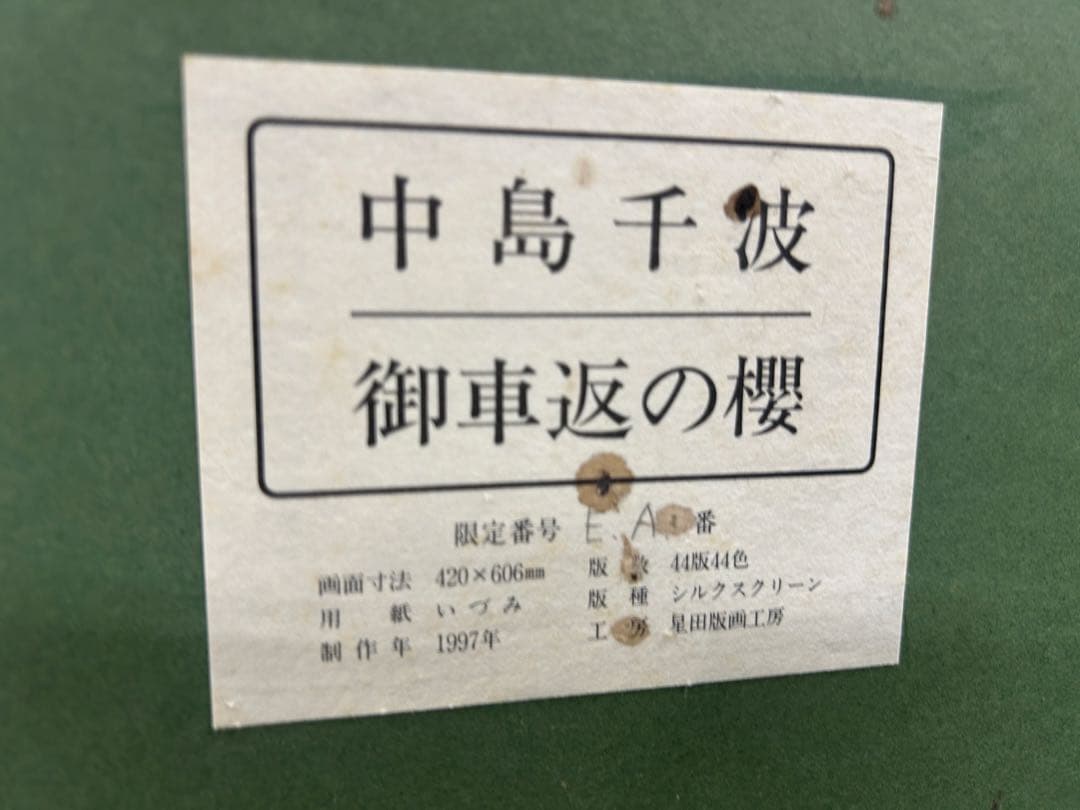 中島千波
御車返の櫻
限定番号 E.A 番
画面寸法 420×606㎜
用紙 いづみ
制作年 1997年
版数 44版44色
版種 シルクスクリーン
工房 星田版画工房